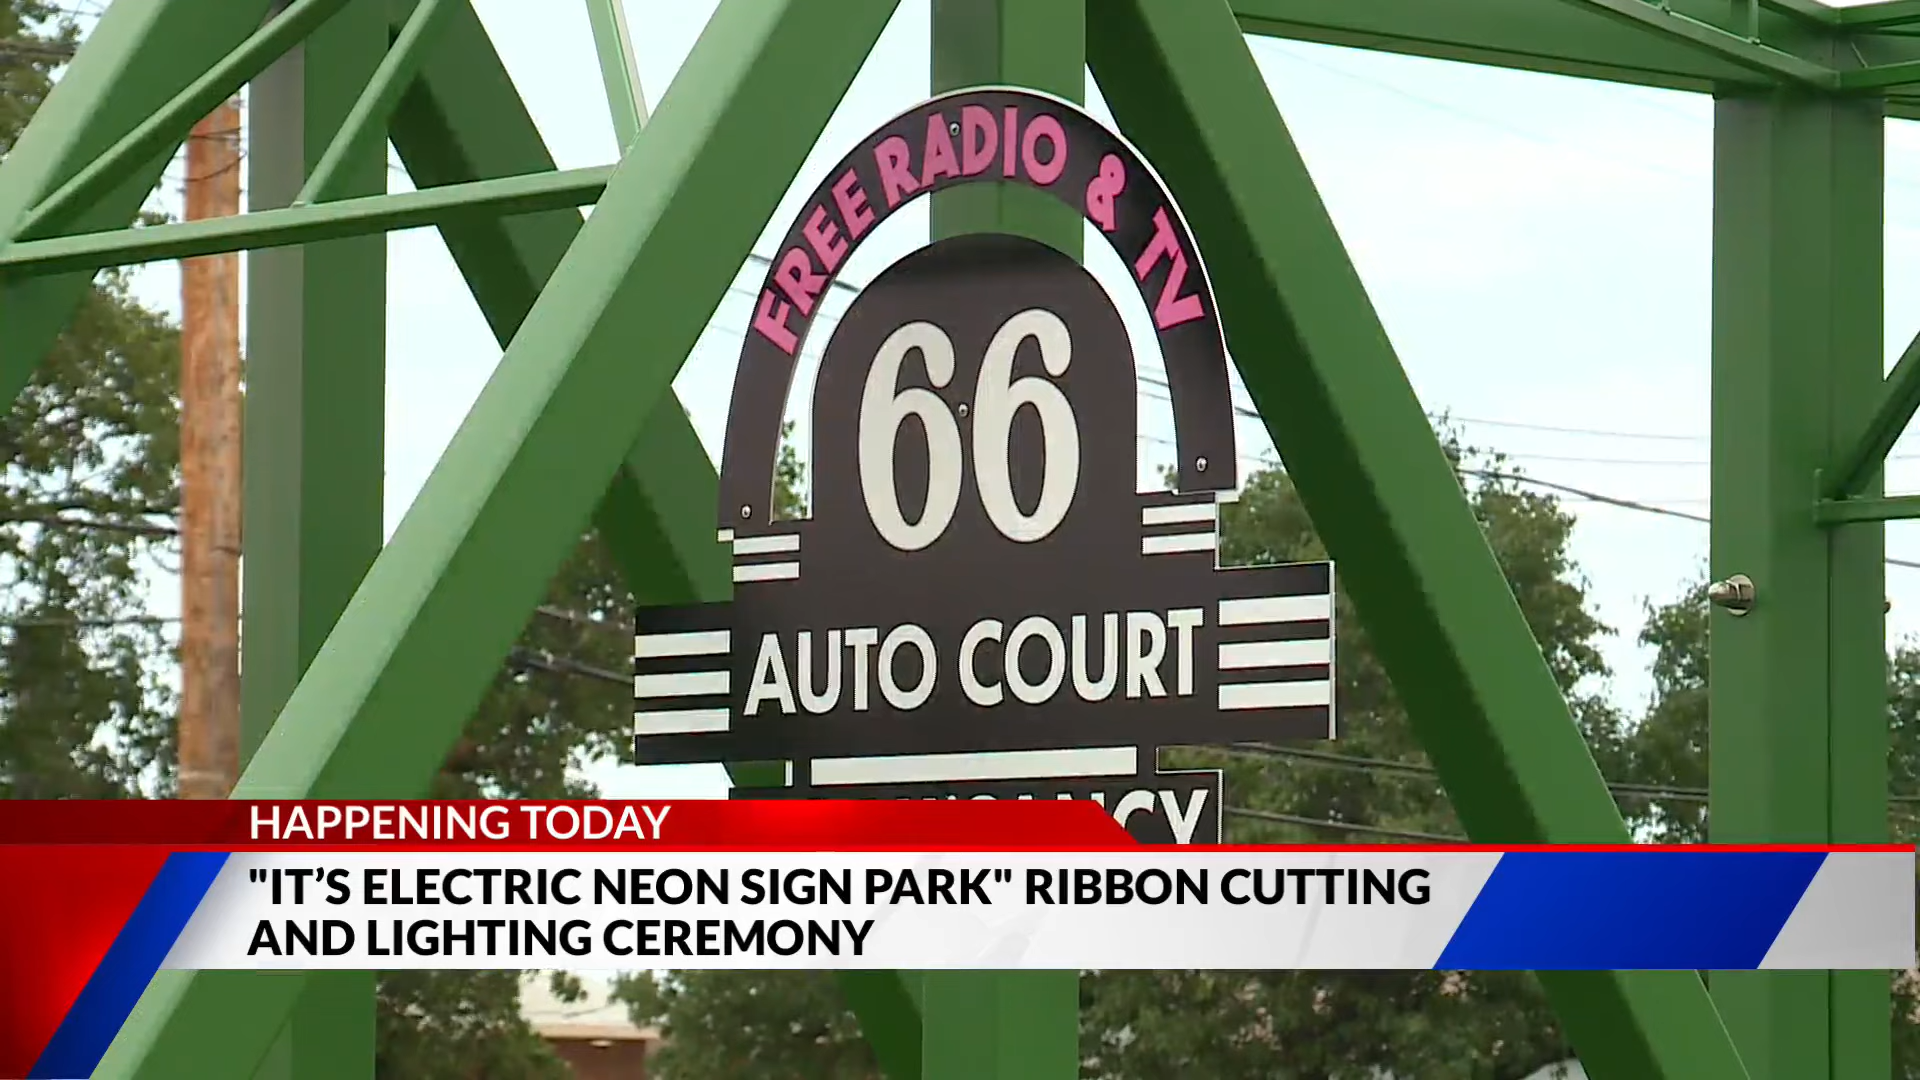 FREE RADIO & TV
66
AUTO COURT
HAPPENING TODAY
"IT’S ELECTRIC NEON SIGN PARK" RIBBON CUTTING
AND LIGHTING CEREMONY